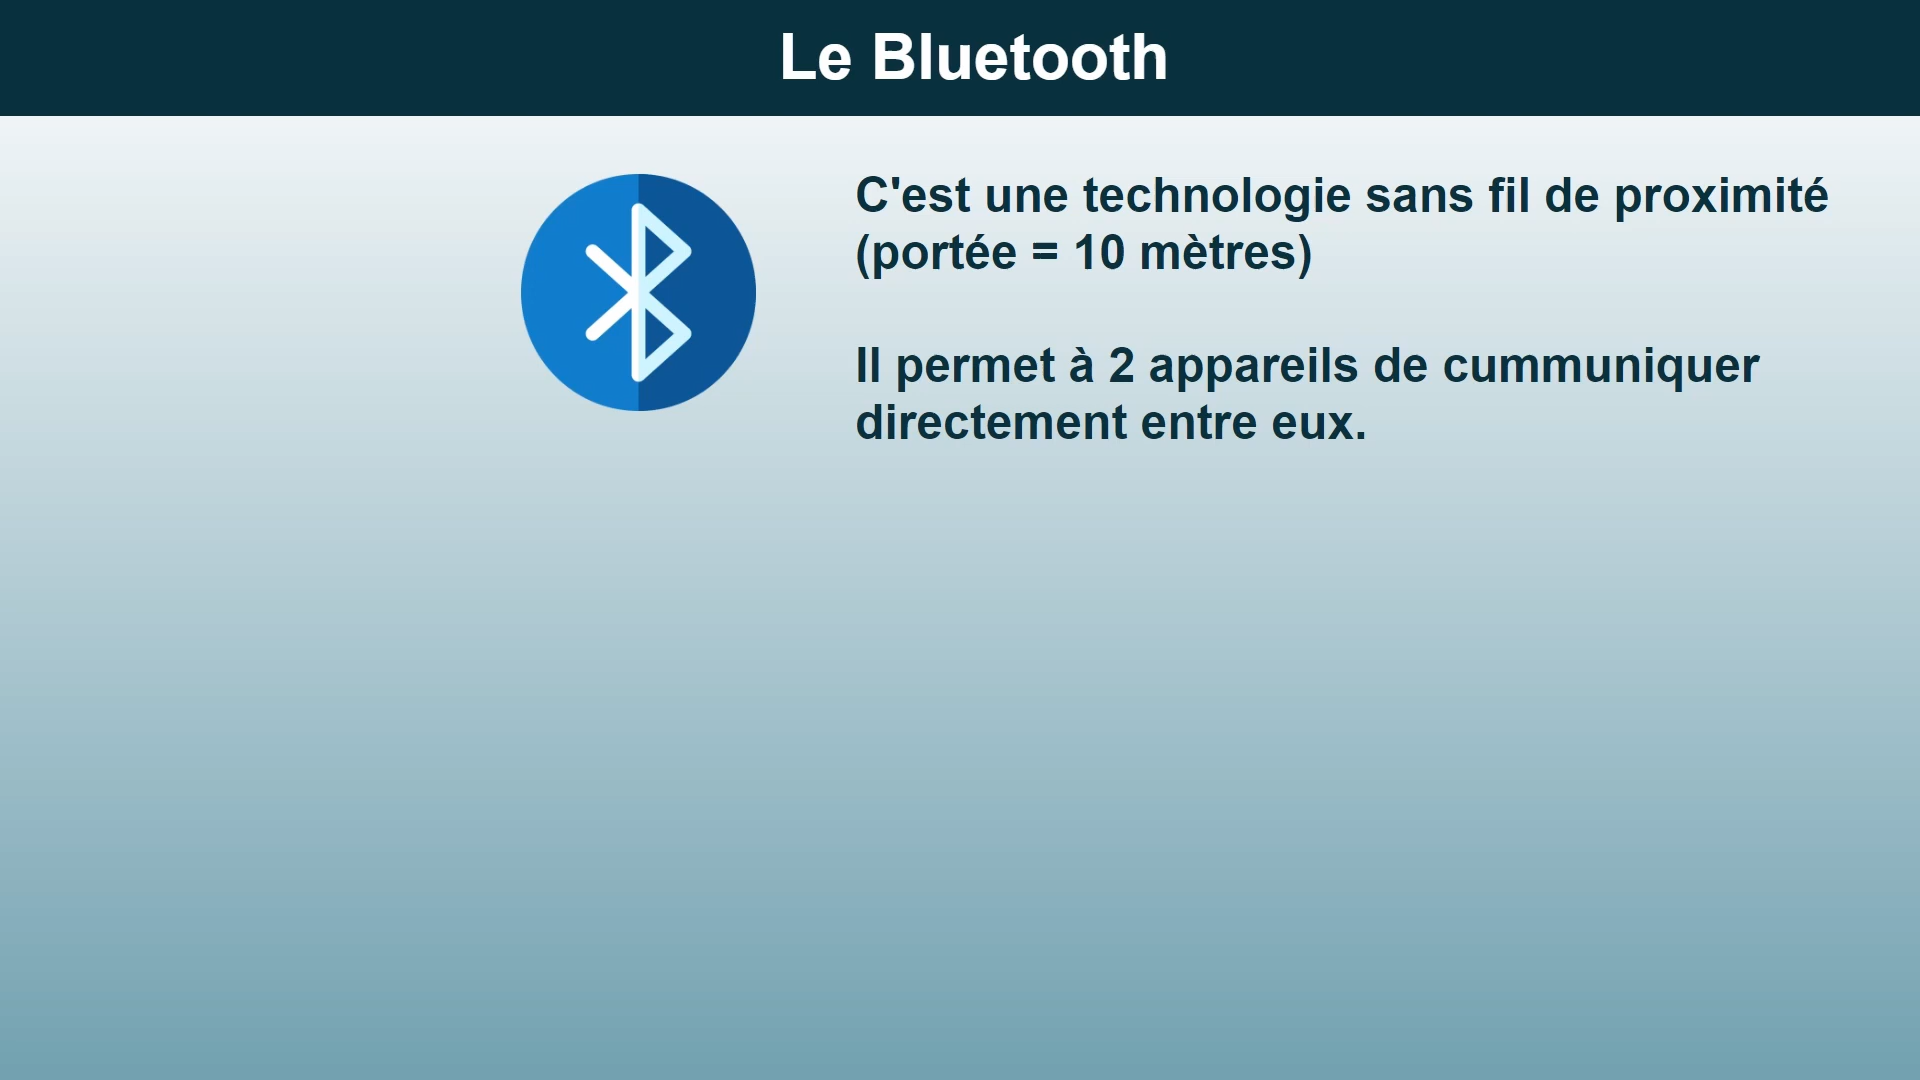 Le Bluetooth
C'est une technologie sans fil de proximité
(portée = 10 mètres)
Il permet à 2 appareils de cummuniquer
directement entre eux.